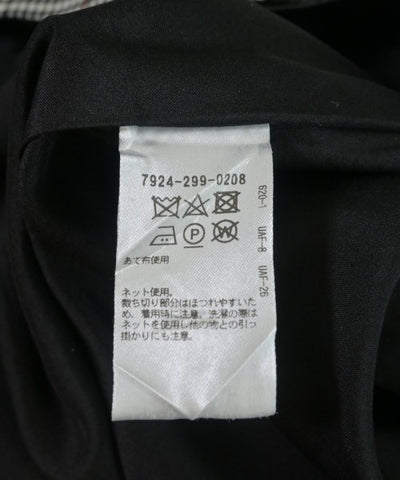 7924-299-0208
P W
あて布使用
ネット使用。
裁ち切り部分はほつれやすいた
め、着用時に注意。洗濯の際は
ネットを使用し他の物との引っ
掛かりにも注意。
620-1 UAF-8 UAF-26